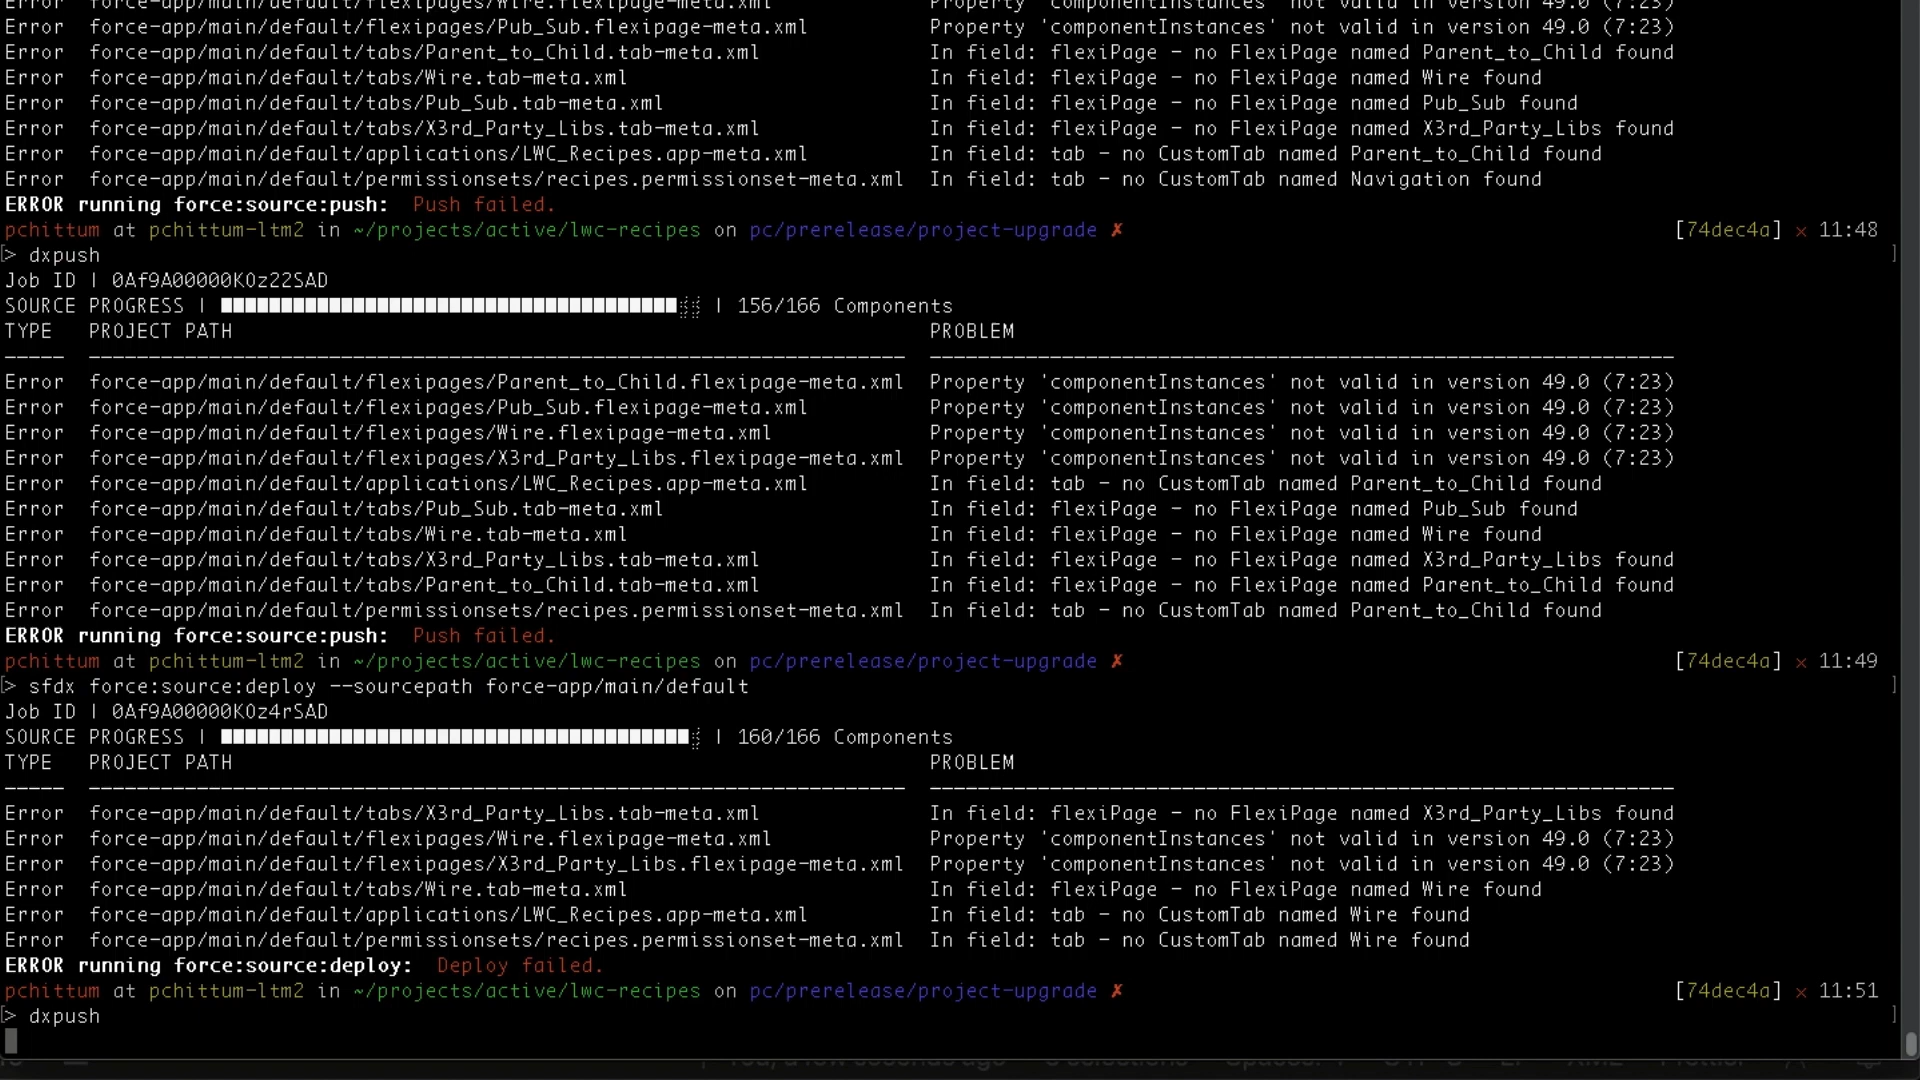 Error  force-app/main/default/flexipages/Wire.flexipage-meta.xml  Property 'componentInstances' not valid in version 49.0 (7:23)
Error  force-app/main/default/flexipages/Pub_Sub.flexipage-meta.xml  Property 'componentInstances' not valid in version 49.0 (7:23)
Error  force-app/main/default/tabs/Parent_to_Child.tab-meta.xml  In field: flexiPage - no FlexiPage named Parent_to_Child found
Error  force-app/main/default/tabs/Wire.tab-meta.xml  In field: flexiPage - no FlexiPage named Wire found
Error  force-app/main/default/tabs/Pub_Sub.tab-meta.xml  In field: flexiPage - no FlexiPage named Pub_Sub found
Error  force-app/main/default/tabs/X3rd_Party_Libs.tab-meta.xml  In field: flexiPage - no FlexiPage named X3rd_Party_Libs found
Error  force-app/main/default/applications/LWC_Recipes.app-meta.xml  In field: tab - no CustomTab named Parent_to_Child found
Error  force-app/main/default/permissionsets/recipes.permissionset-meta.xml  In field: tab - no CustomTab named Navigation found
ERROR running force:source:push:  Push failed.
pchittum at pchittum-ltm2 in ~/projects/active/lwc-recipes on pc/prerelease/project-upgrade ✗ [74dec4a] × 11:48
> dxpush
Job ID | 0Af9A00000KOz22SAD
SOURCE PROGRESS | | 156/166 Components
TYPE  PROJECT PATH  PROBLEM
Error  force-app/main/default/flexipages/Parent_to_Child.flexipage-meta.xml  Property 'componentInstances' not valid in version 49.0 (7:23)
Error  force-app/main/default/flexipages/Pub_Sub.flexipage-meta.xml  Property 'componentInstances' not valid in version 49.0 (7:23)
Error  force-app/main/default/flexipages/Wire.flexipage-meta.xml  Property 'componentInstances' not valid in version 49.0 (7:23)
Error  force-app/main/default/flexipages/X3rd_Party_Libs.flexipage-meta.xml  Property 'componentInstances' not valid in version 49.0 (7:23)
Error  force-app/main/default/applications/LWC_Recipes.app-meta.xml  In field: tab - no CustomTab named Parent_to_Child found
Error  force-app/main/default/tabs/Pub_Sub.tab-meta.xml  In field: flexiPage - no FlexiPage named Pub_Sub found
Error  force-app/main/default/tabs/Wire.tab-meta.xml  In field: flexiPage - no FlexiPage named Wire found
Error  force-app/main/default/tabs/X3rd_Party_Libs.tab-meta.xml  In field: flexiPage - no FlexiPage named X3rd_Party_Libs found
Error  force-app/main/default/tabs/Parent_to_Child.tab-meta.xml  In field: flexiPage - no FlexiPage named Parent_to_Child found
Error  force-app/main/default/permissionsets/recipes.permissionset-meta.xml  In field: tab - no CustomTab named Parent_to_Child found
ERROR running force:source:push:  Push failed.
pchittum at pchittum-ltm2 in ~/projects/active/lwc-recipes on pc/prerelease/project-upgrade ✗ [74dec4a] × 11:49
> sfdx force:source:deploy --sourcepath force-app/main/default
Job ID | 0Af9A00000KOz4rSAD
SOURCE PROGRESS | | 160/166 Components
TYPE  PROJECT PATH  PROBLEM
Error  force-app/main/default/tabs/X3rd_Party_Libs.tab-meta.xml  In field: flexiPage - no FlexiPage named X3rd_Party_Libs found
Error  force-app/main/default/flexipages/Wire.flexipage-meta.xml  Property 'componentInstances' not valid in version 49.0 (7:23)
Error  force-app/main/default/flexipages/X3rd_Party_Libs.flexipage-meta.xml  Property 'componentInstances' not valid in version 49.0 (7:23)
Error  force-app/main/default/tabs/Wire.tab-meta.xml  In field: flexiPage - no FlexiPage named Wire found
Error  force-app/main/default/applications/LWC_Recipes.app-meta.xml  In field: tab - no CustomTab named Wire found
Error  force-app/main/default/permissionsets/recipes.permissionset-meta.xml  In field: tab - no CustomTab named Wire found
ERROR running force:source:deploy:  Deploy failed.
pchittum at pchittum-ltm2 in ~/projects/active/lwc-recipes on pc/prerelease/project-upgrade ✗ [74dec4a] × 11:51
> dxpush